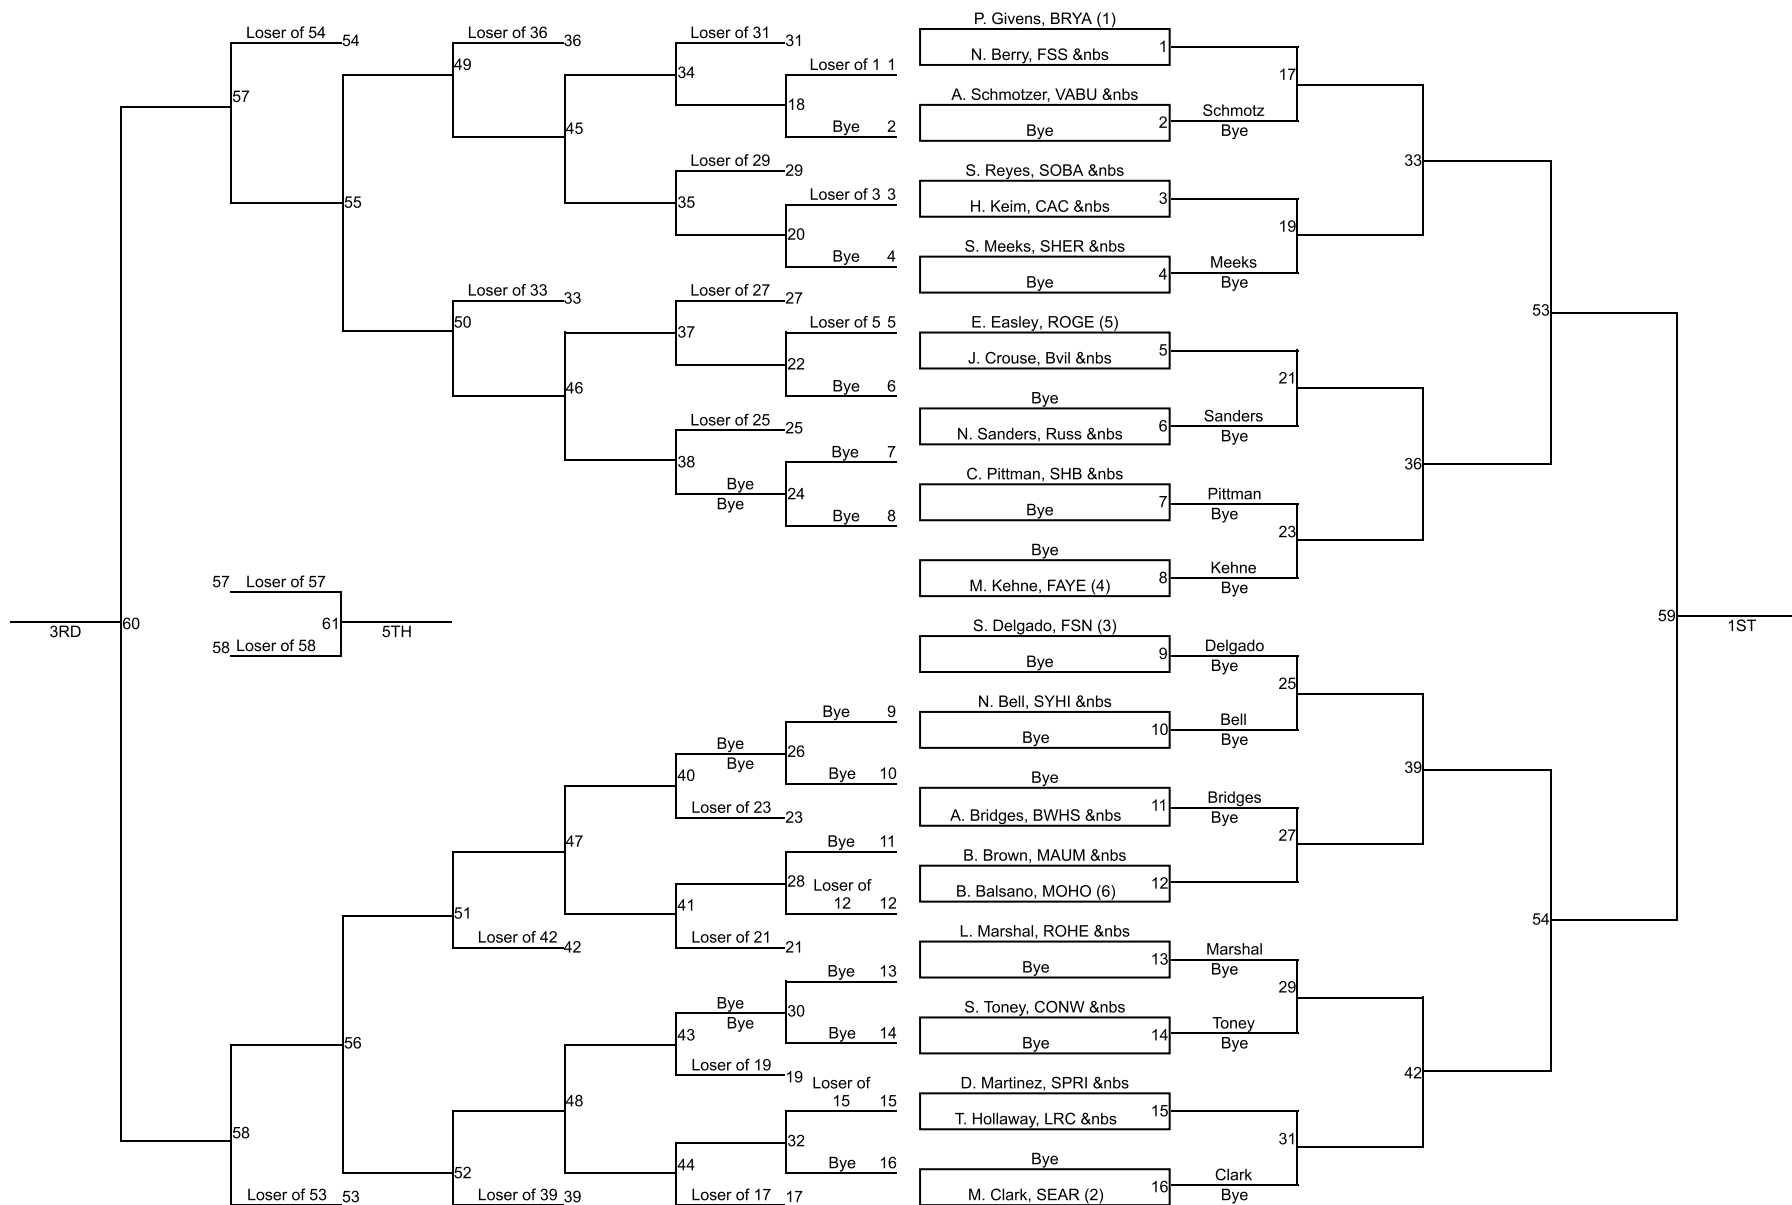 P. Givens, BRYA (1)
Loser of 54 54 Loser of 36 36 Loser of 31 31
1
N. Berry, FSS &nbs
49 Loser of 1 1
34 17
57 A. Schmotzer, VABU &nbs
18 Schmotz
45 Bye 2 2
Bye Bye
Loser of 29 29 S. Reyes, SOBA &nbs
33
Loser of 3 3 3
55 35 H. Keim, CAC &nbs
20 19
S. Meeks, SHER &nbs
Bye 4 Meeks
4
Bye Bye
Loser of 33 33 Loser of 27 27
53
50 Loser of 5 5 E. Easley, ROGE (5)
37 5
J. Crouse, Bvil &nbs
22 21
46 Bye 6
Bye
Loser of 25 25 Sanders
6
N. Sanders, Russ &nbs Bye
Bye 7
38 36
C. Pittman, SHB &nbs
Bye 24 Pittman
Bye 7
Bye Bye
Bye 8
23
Bye
Kehne
57 Loser of 57 8
M. Kehne, FAYE (4) Bye
3RD 60 61 5TH S. Delgado, FSN (3) 59 1ST
58 Loser of 58 Delgado
9
Bye Bye
25
N. Bell, SYHI &nbs
Bye 9
Bell
10
Bye 26 Bye Bye
Bye
40 Bye 10 39
Bye
Loser of 23 23 Bridges
11
A. Bridges, BWHS &nbs Bye
47 Bye 11 27
B. Brown, MAUM &nbs
28 Loser of 12
41 12 12 B. Balsano, MOHO (6)
51 54
Loser of 42 42 Loser of 21 21 L. Marshal, ROHE &nbs
Marshal
Bye 13 13
Bye Bye
Bye 29
30 S. Toney, CONW &nbs
Bye Toney
43 Bye 14 14
56 Bye Bye
Loser of 19 19 42
Loser of D. Martinez, SPRI &nbs
48 15 15 15
T. Hollaway, LRC &nbs
58 32 31
44 Bye 16 Bye
52 Clark
Loser of 53 53 Loser of 39 39 Loser of 17 17 16
M. Clark, SEAR (2) Bye